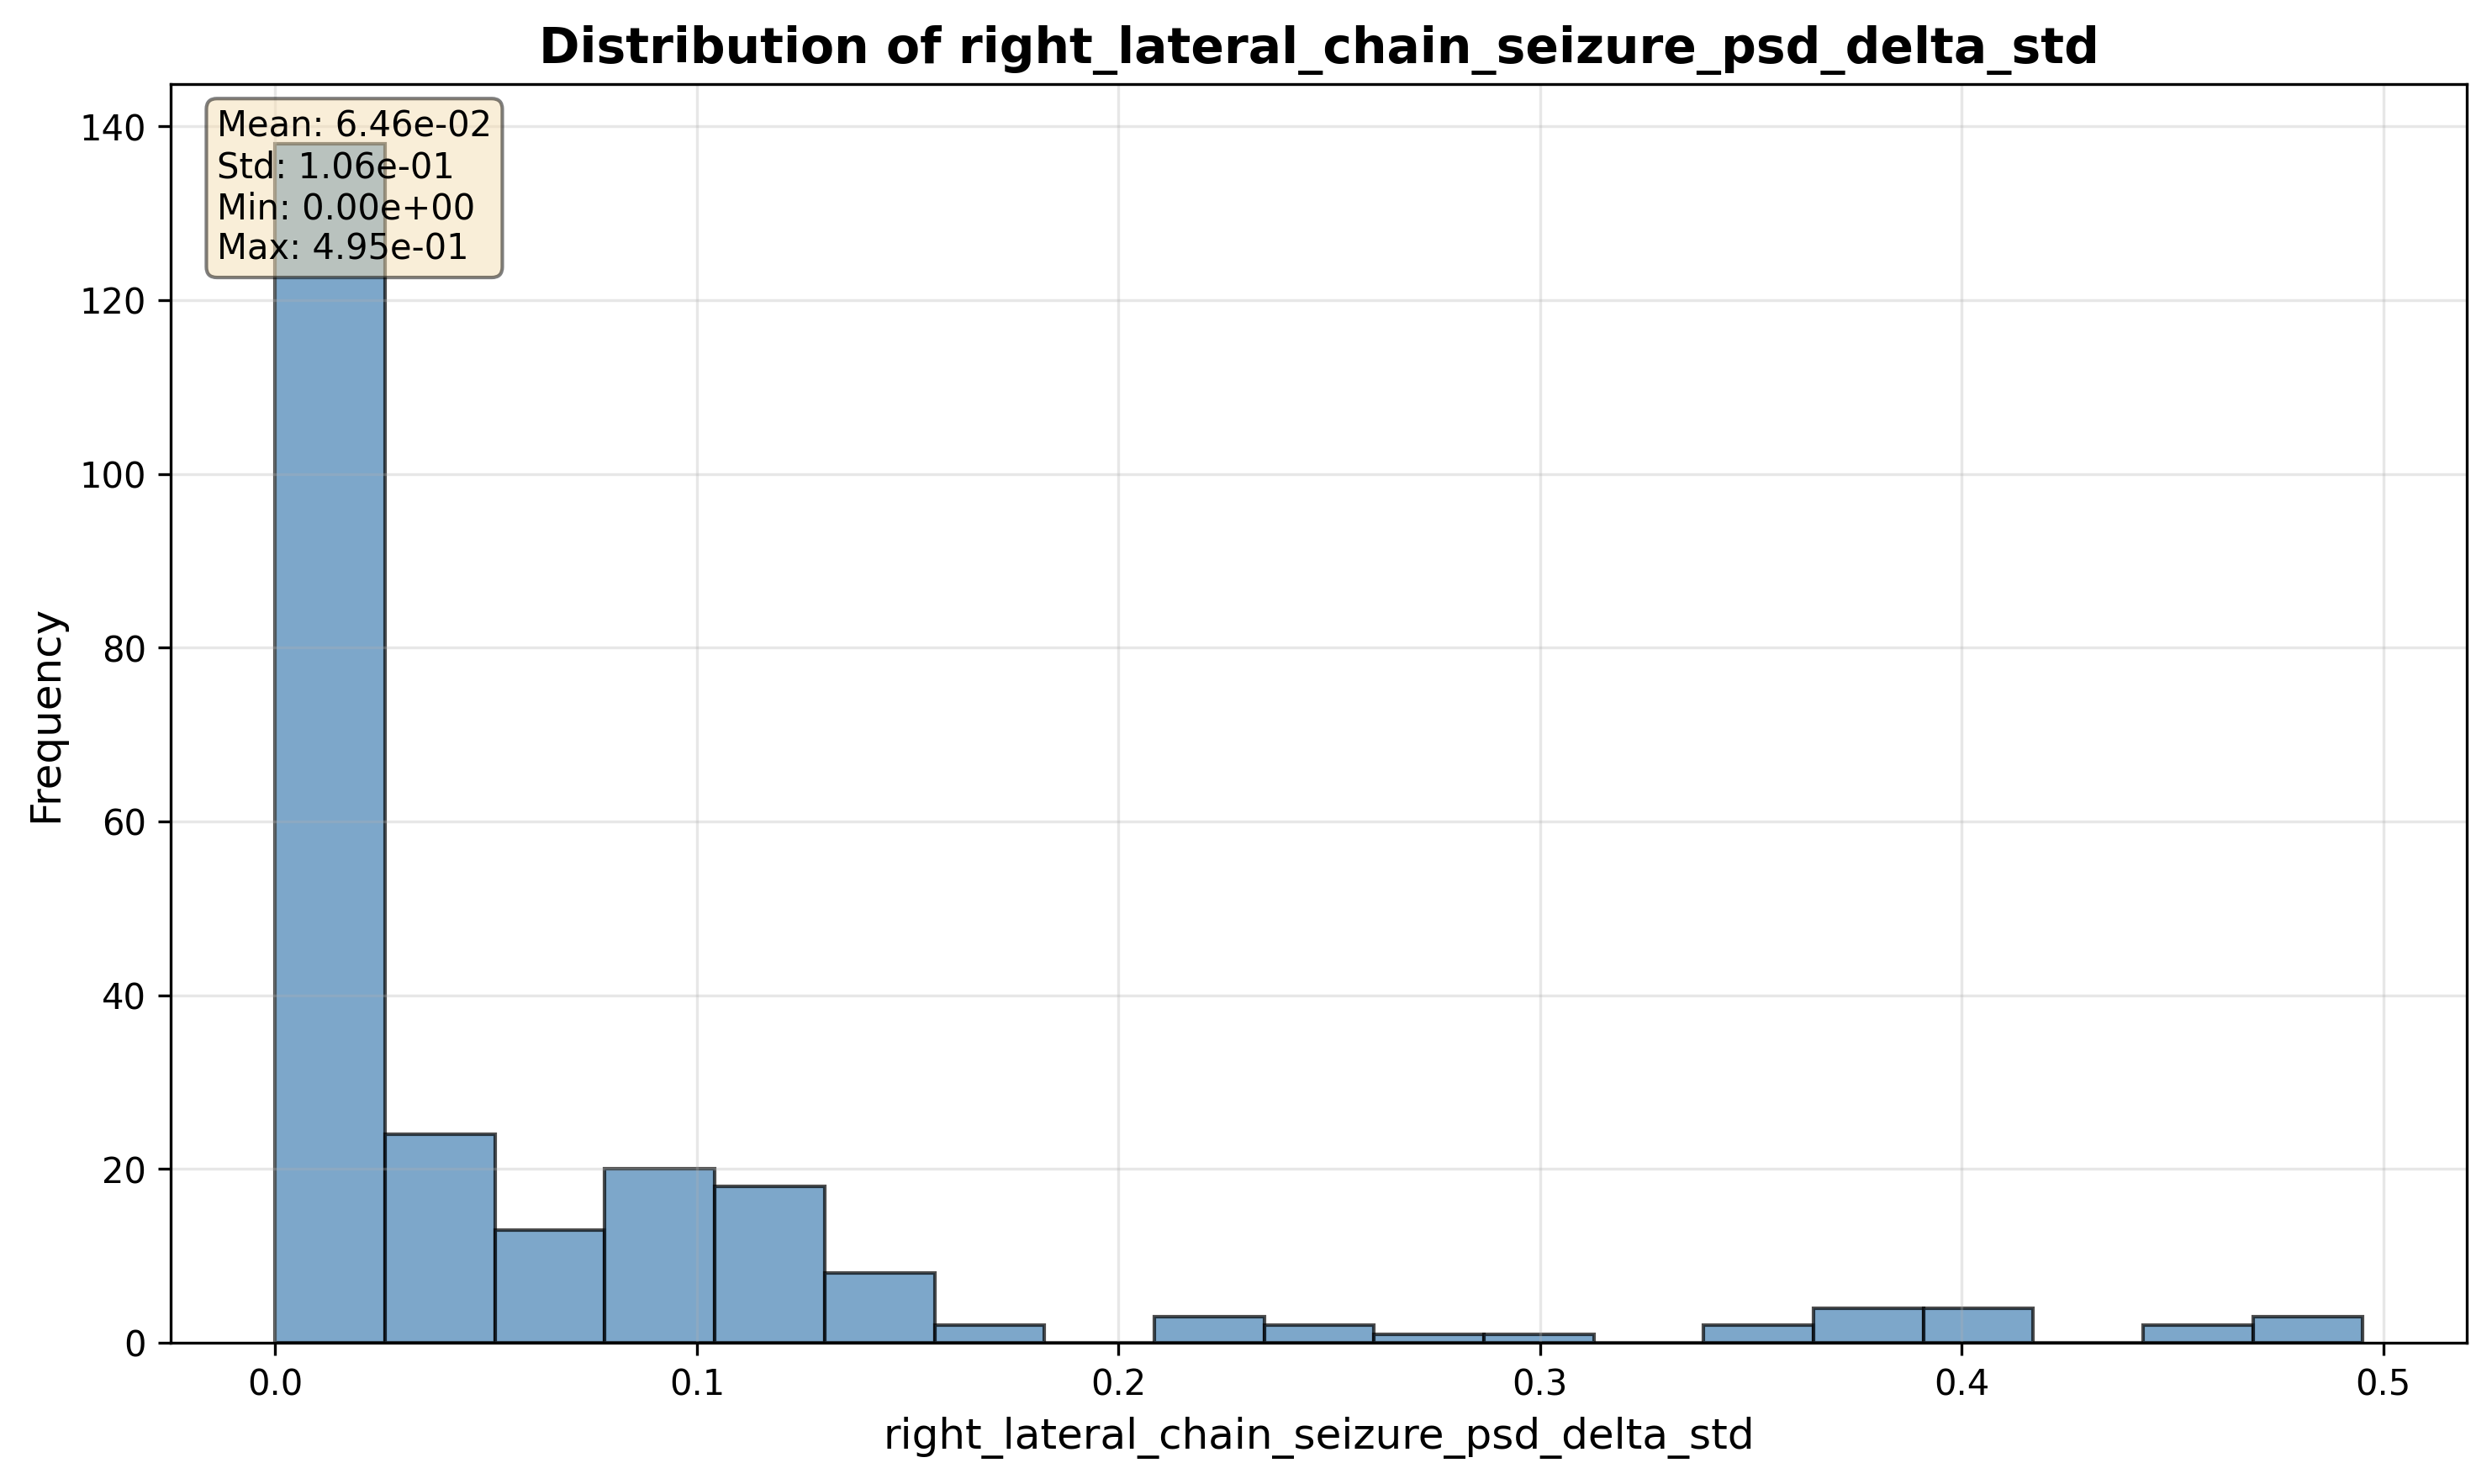 Distribution of right_lateral_chain_seizure_psd_delta_std
Mean: 6.46e-02
Std: 1.06e-01
Min: 0.00e+00
Max: 4.95e-01
140
120
100
80
60
40
20
0
Frequency
0.0 0.1 0.2 0.3 0.4 0.5
right_lateral_chain_seizure_psd_delta_std